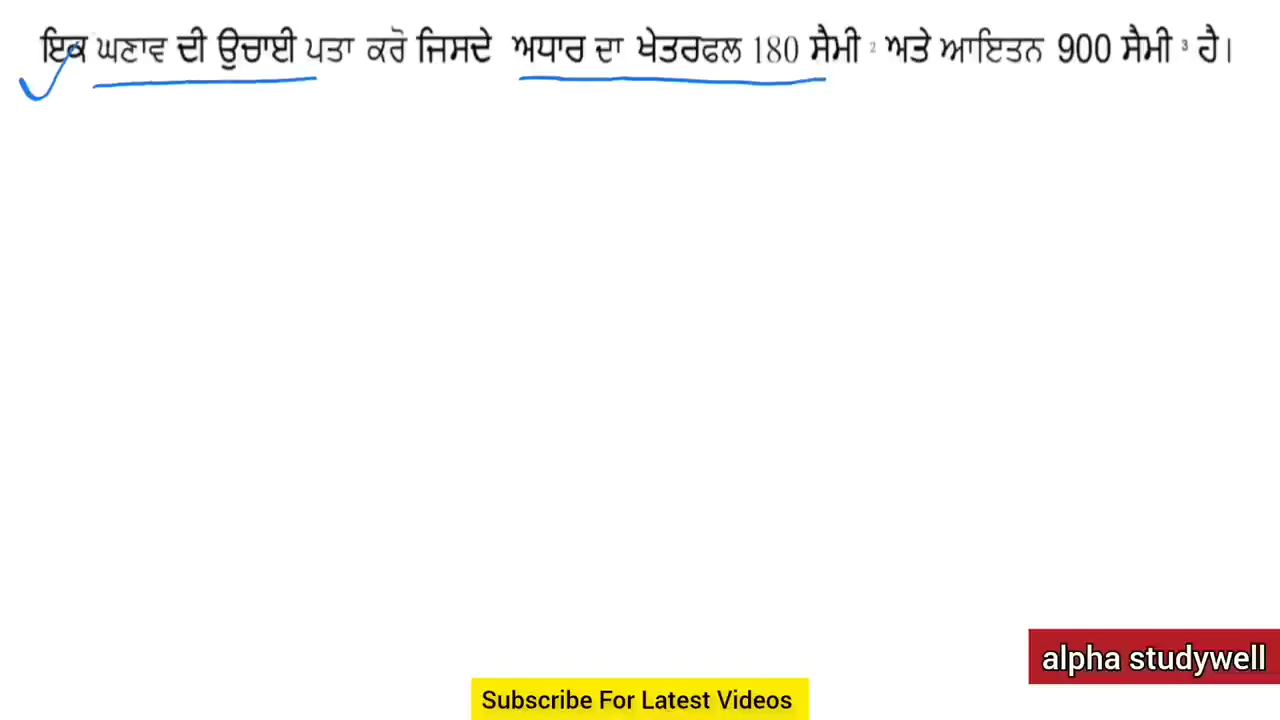 ਇਕ ਘਣਾਵ ਦੀ ਉਚਾਈ ਪਤਾ ਕਰੋ ਜਿਸਦੇ ਅਧਾਰ ਦਾ ਖੇਤਰਫਲ 180 ਸੈਮੀ ² ਅਤੇ ਆਇਤਨ 900 ਸੈਮੀ ³ ਹੈ।
alpha studywell
Subscribe For Latest Videos